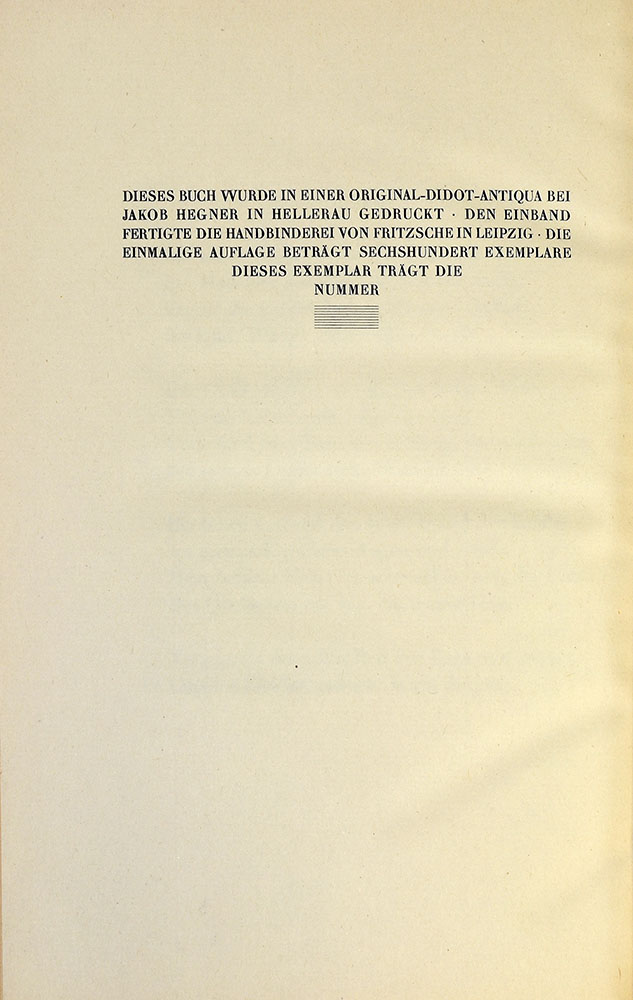 DIESES BUCH WURDE IN EINER ORIGINAL-DIDOT-ANTIQUA BEI
JAKOB HEGNER IN HELLERAU GEDRUCKT · DEN EINBAND
FERTIGTE DIE HANDBINDEREI VON FRITZSCHE IN LEIPZIG · DIE
EINMALIGE AUFLAGE BETRÄGT SECHSHUNDERT EXEMPLARE
DIESES EXEMPLAR TRÄGT DIE
NUMMER